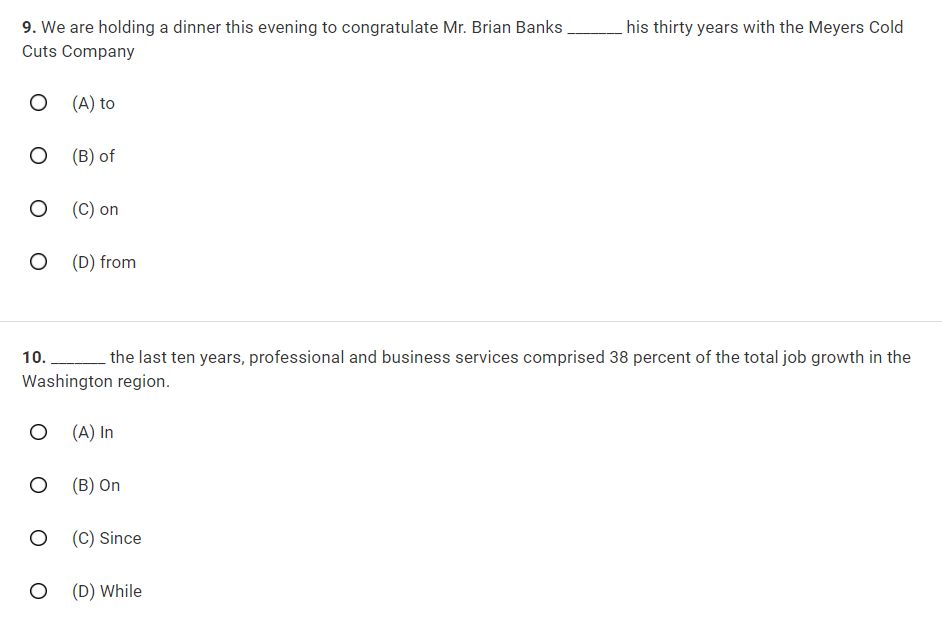 9. We are holding a dinner this evening to congratulate Mr. Brian Banks _______ his thirty years with the Meyers Cold
Cuts Company
(A) to
(B) of
(C) on
(D) from
10. _______ the last ten years, professional and business services comprised 38 percent of the total job growth in the
Washington region.
(A) In
(B) On
(C) Since
(D) While